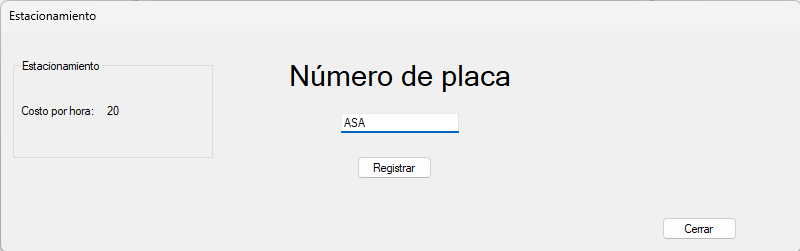 Estacionamiento
Estacionamiento
Costo por hora: 20
Número de placa
ASA
Registrar
Cerrar